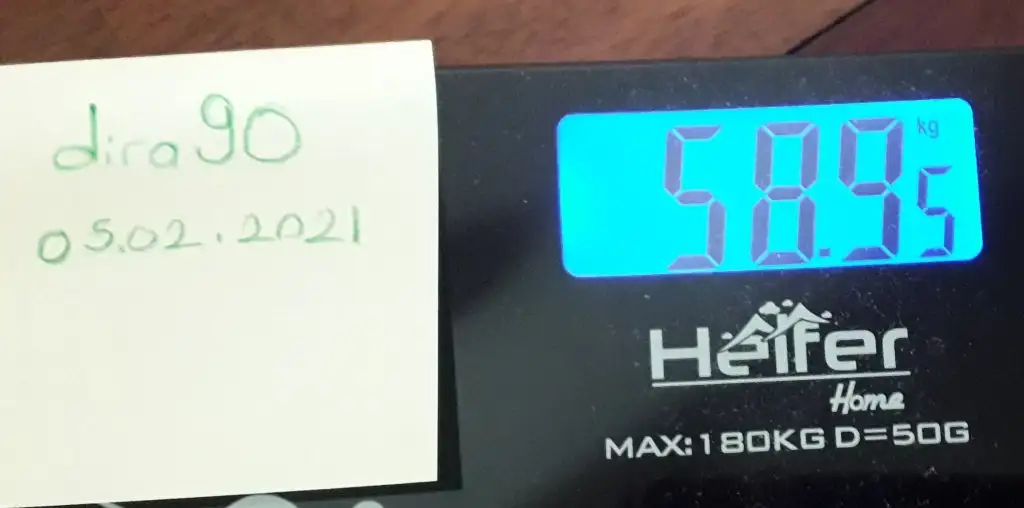 dira90
05.02.2021
kg
58.95
Heifer
Home
MAX:180KG D=50G